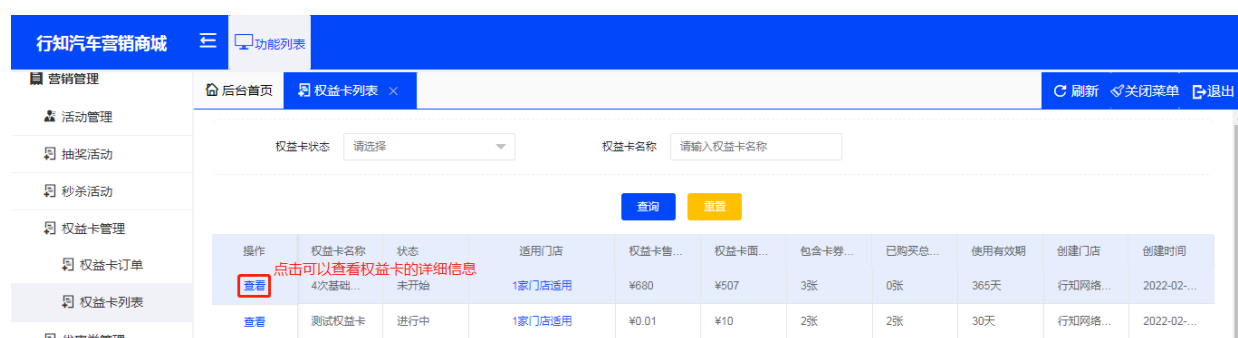 行知汽车营销商城
功能列表
营销管理
活动管理
抽奖活动
秒杀活动
权益卡管理
权益卡订单
权益卡列表
后台首页 权益卡列表 × 刷新 关闭菜单 退出
权益卡状态 请选择 权益卡名称 请输入权益卡名称
查询 重置
操作 权益卡名称 状态 适用门店 权益卡售... 权益卡面... 包含卡券... 已购买总... 使用有效期 创建门店 创建时间
点击可以查看权益卡的详细信息
查看 4次基础... 未开始 1家门店适用 ¥680 ¥507 3张 0张 365天 行知网络... 2022-02-...
查看 测试权益卡 进行中 1家门店适用 ¥0.01 ¥10 2张 2张 30天 行知网络... 2022-02-...